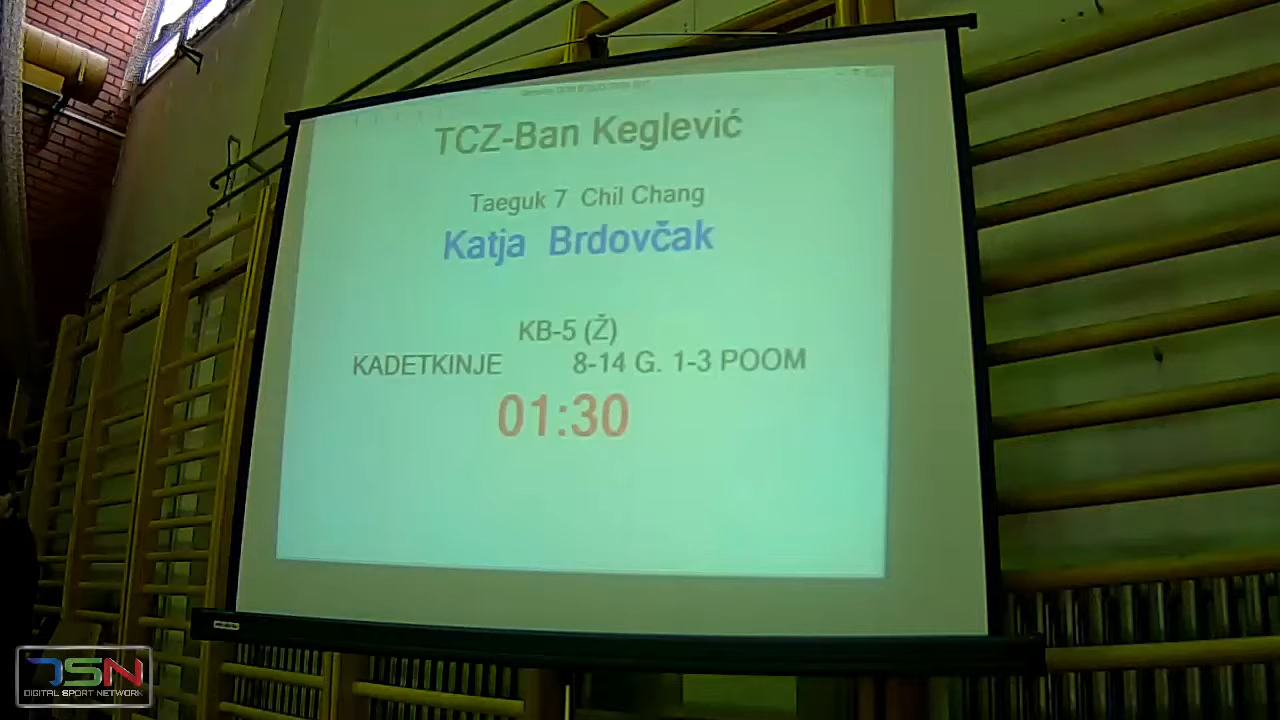 TCZ-Ban Keglević
Taeguk 7 Chil Chang
Katja Brdovčak
KB-5 (Ž)
KADETKINJE 8-14 G. 1-3 POOM
01:30
DSN
DIGITAL SPORT NETWORK